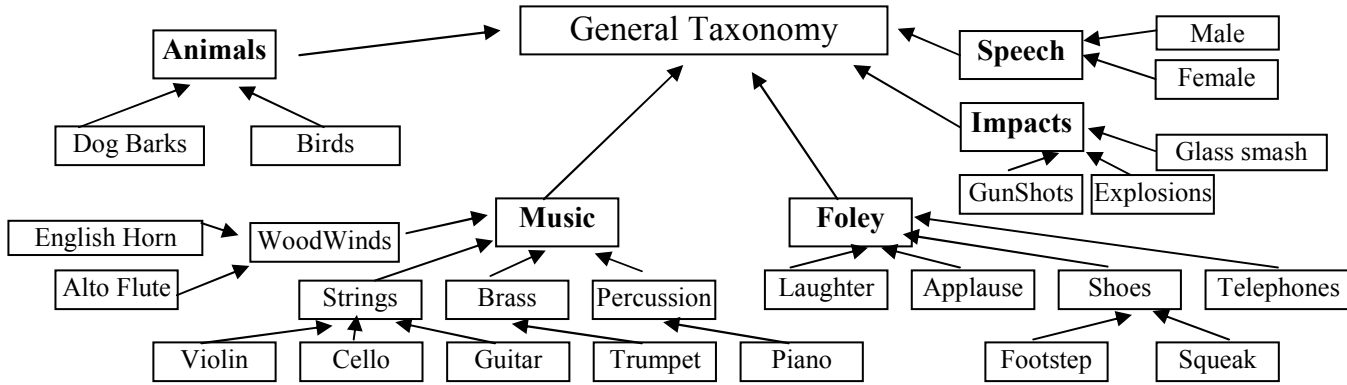 General Taxonomy
Animals
Speech
Male
Female
Dog Barks
Birds
Impacts
Glass smash
GunShots
Explosions
Music
Foley
English Horn
WoodWinds
Alto Flute
Strings
Brass
Percussion
Laughter
Applause
Shoes
Telephones
Violin
Cello
Guitar
Trumpet
Piano
Footstep
Squeak